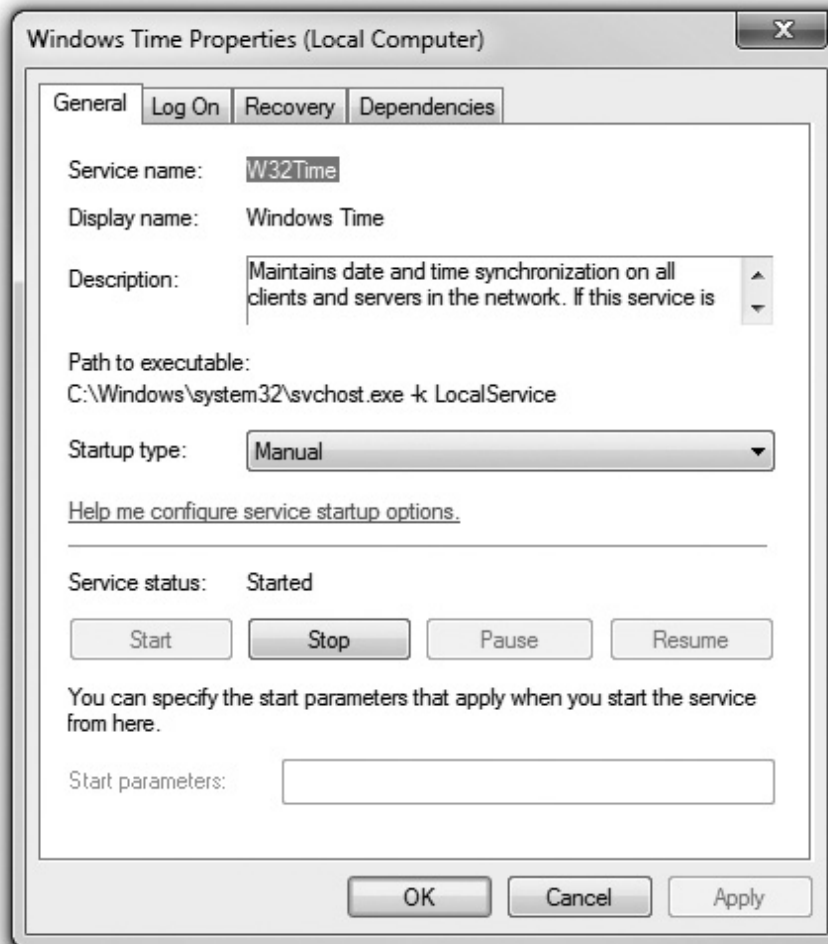 Windows Time Properties (Local Computer)
General Log On Recovery Dependencies
Service name: W32Time
Display name: Windows Time
Description: Maintains date and time synchronization on all
clients and servers in the network. If this service is
Path to executable:
C:\Windows\system32\svchost.exe -k LocalService
Startup type: Manual
Help me configure service startup options.
Service status: Started
Start Stop Pause Resume
You can specify the start parameters that apply when you start the service
from here.
Start parameters:
OK Cancel Apply